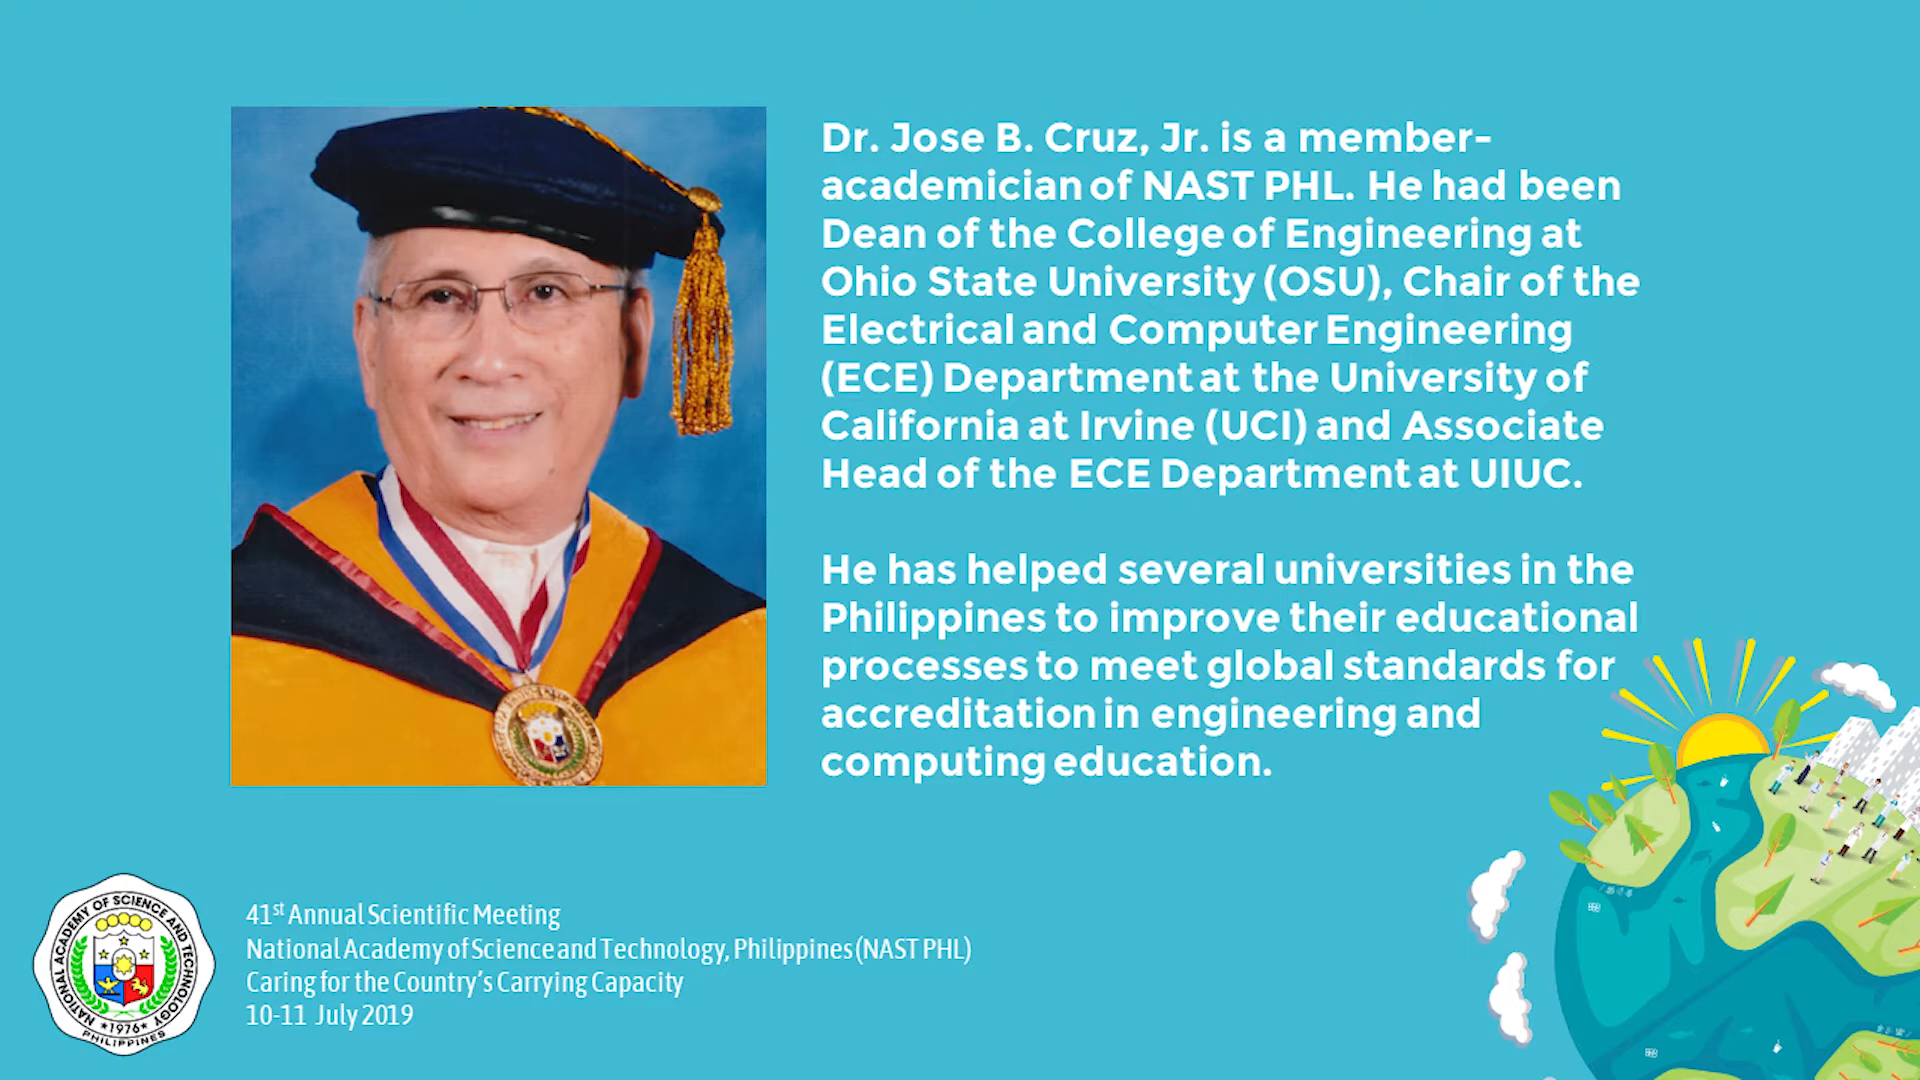 Dr. Jose B. Cruz, Jr. is a member-
academician of NAST PHL. He had been
Dean of the College of Engineering at
Ohio State University (OSU), Chair of the
Electrical and Computer Engineering
(ECE) Department at the University of
California at Irvine (UCI) and Associate
Head of the ECE Department at UIUC.
He has helped several universities in the
Philippines to improve their educational
processes to meet global standards for
accreditation in engineering and
computing education.
NATIONAL ACADEMY OF SCIENCE AND TECHNOLOGY
★1976★
PHILIPPINES
41st Annual Scientific Meeting
National Academy of Science and Technology, Philippines (NAST PHL)
Caring for the Country's Carrying Capacity
10-11 July 2019